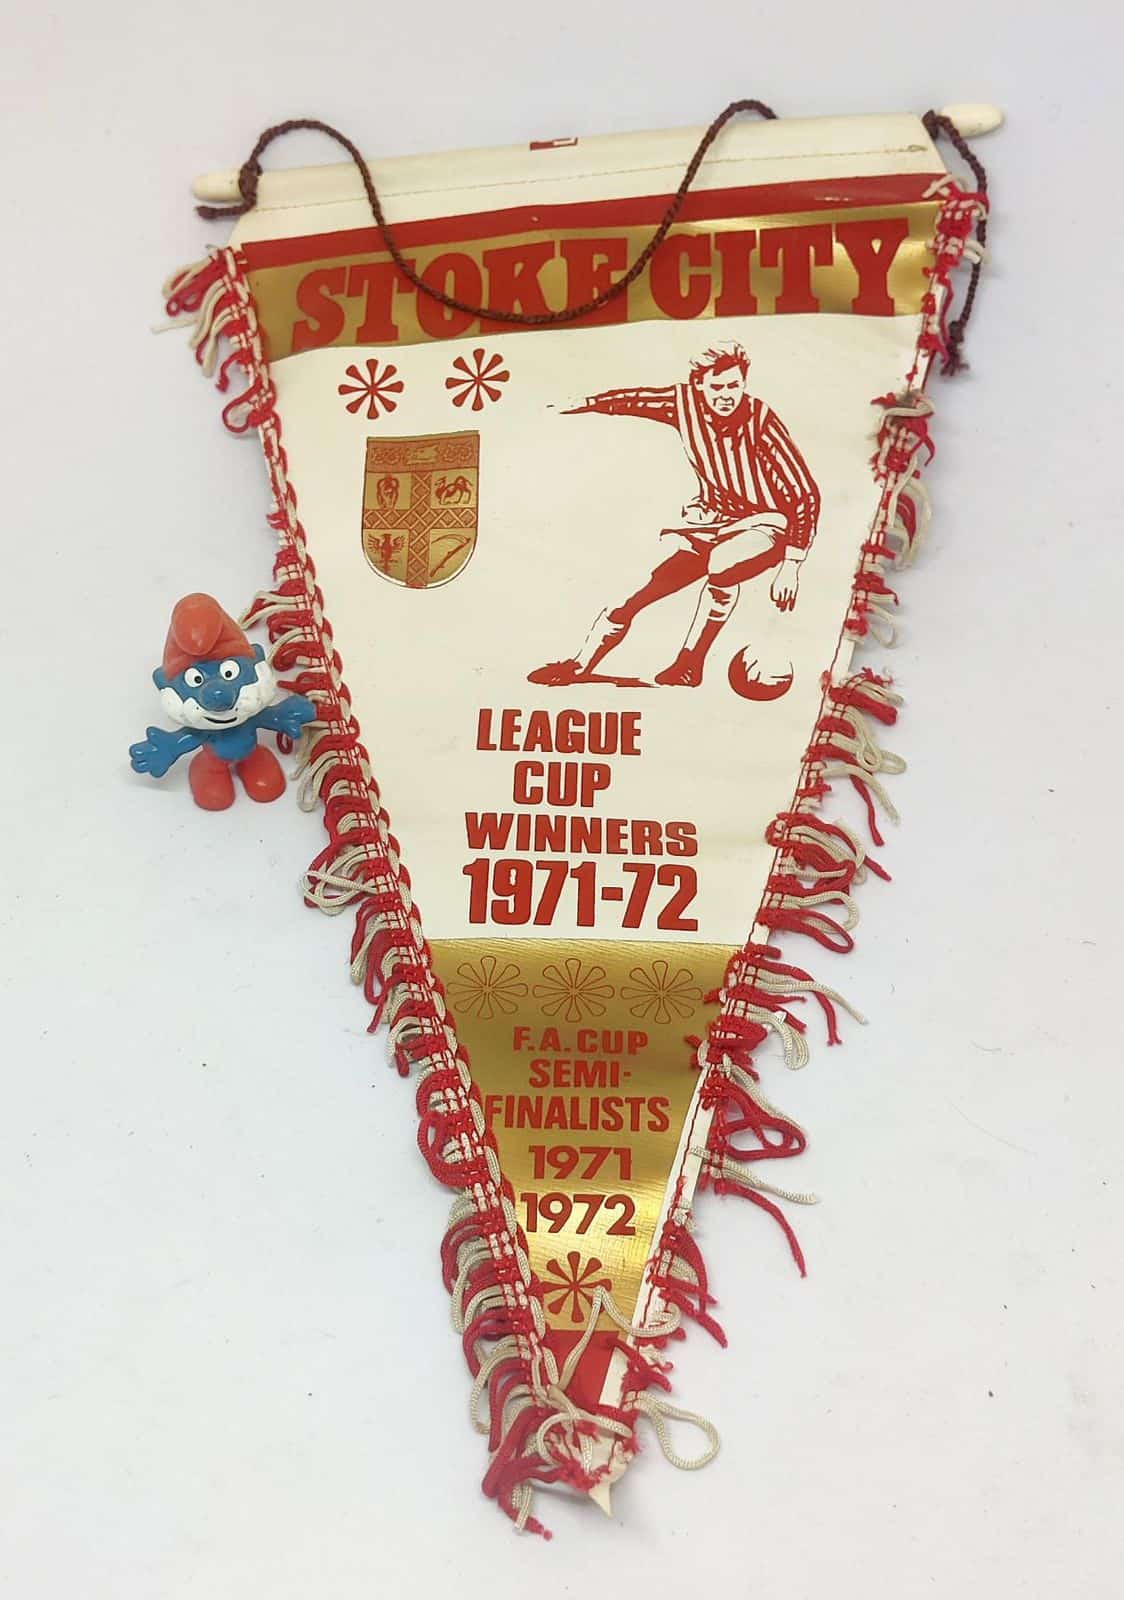 STOKE CITY
LEAGUE
CUP
WINNERS
1971-72
F.A. CUP
SEMI-
FINALISTS
1971
1972